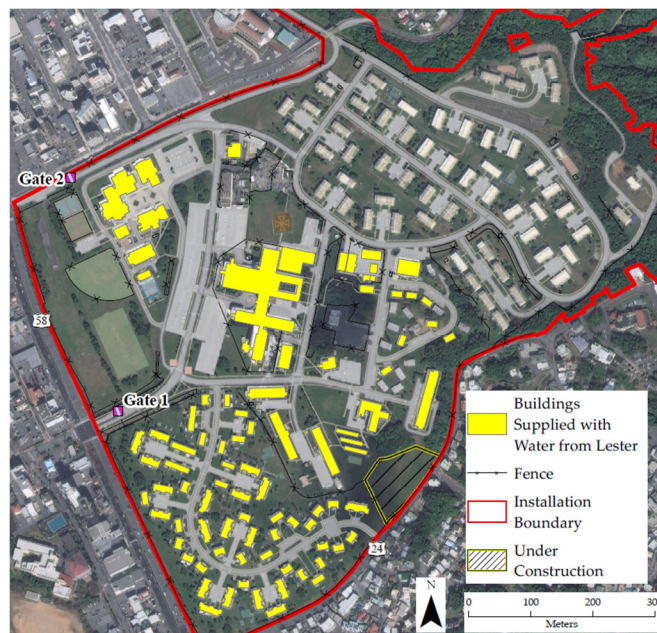 Gate 2
58
Gate 1
Buildings
Supplied with
Water from Lester
Fence
Installation
Boundary
Under
Construction
24
N
0 100 200 30
Meters